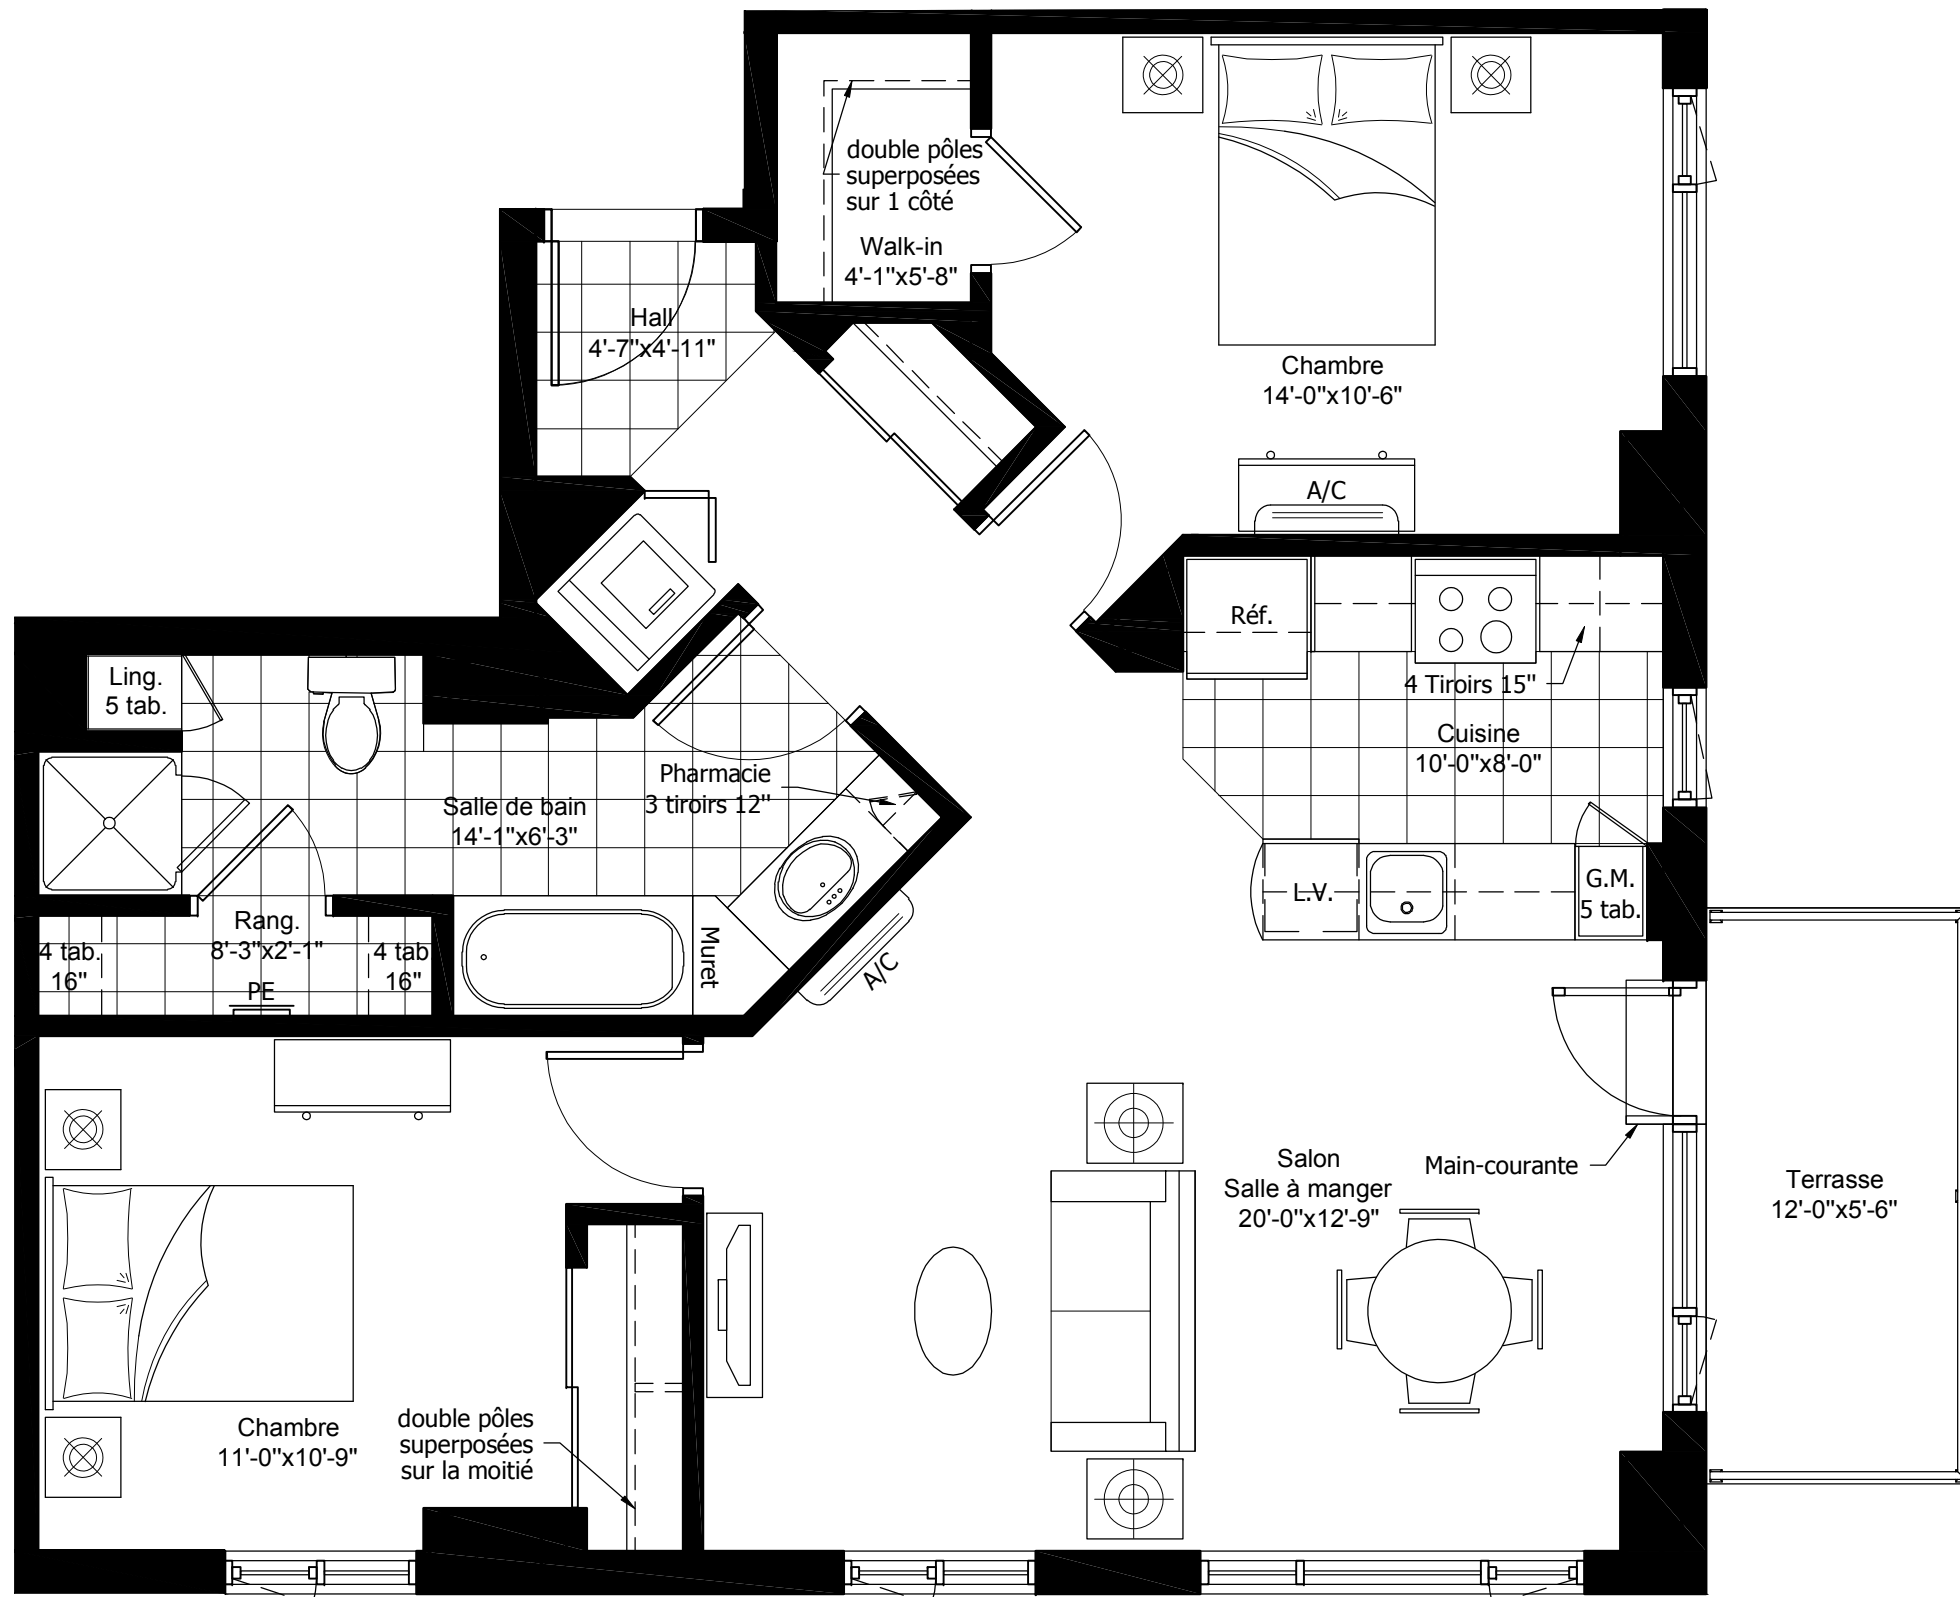 double pôles
superposées
sur 1 côté
Walk-in
4'-1"x5'-8"
Hall
4'-7"x4'-11"
Chambre
14'-0"x10'-6"
A/C
Réf.
4 Tiroirs 15"
Cuisine
10'-0"x8'-0"
Ling.
5 tab.
Pharmacie
3 tiroirs 12"
Salle de bain
14'-1"x6'-3"
L.V.
G.M.
5 tab.
Rang.
8'-3"x2'-1"
4 tab.
16"
4 tab
16"
PE
Muret
A/C
Salon
Salle à manger
20'-0"x12'-9"
Main-courante
Terrasse
12'-0"x5'-6"
Chambre
11'-0"x10'-9"
double pôles
superposées
sur la moitié